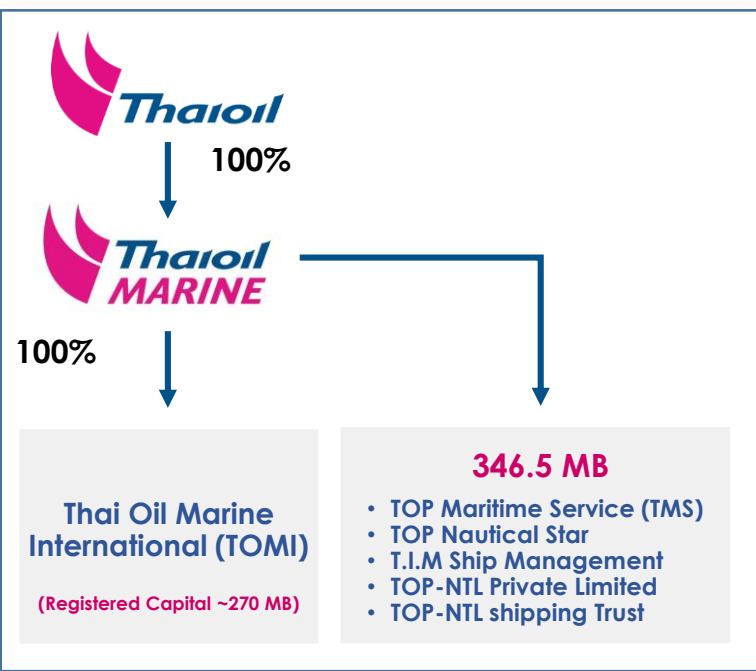 Thaioil
100%
Thaioil
MARINE
100%
Thai Oil Marine
International (TOMI)
(Registered Capital ~270 MB)
346.5 MB
• TOP Maritime Service (TMS)
• TOP Nautical Star
• T.I.M Ship Management
• TOP-NTL Private Limited
• TOP-NTL shipping Trust